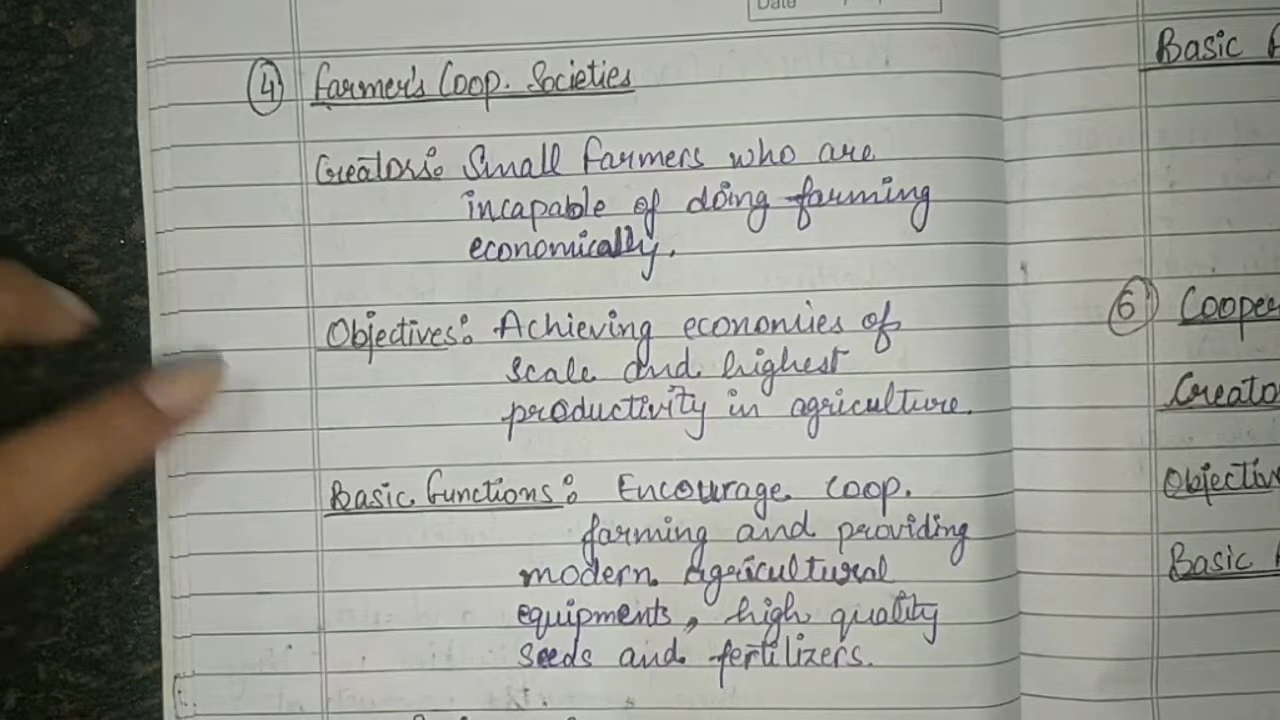 Date
④ Farmer's Coop. Societies
Creators: Small farmers who are
incapable of doing farming
economically.
Objectives: Achieving economies of
scale and highest
productivity in agriculture.
Basic functions: Encourage coop.
farming and providing
modern agricultural
equipments, high quality
seeds and fertilizers.
Basic
⑥ Coope
Creato
Objectiv
Basic